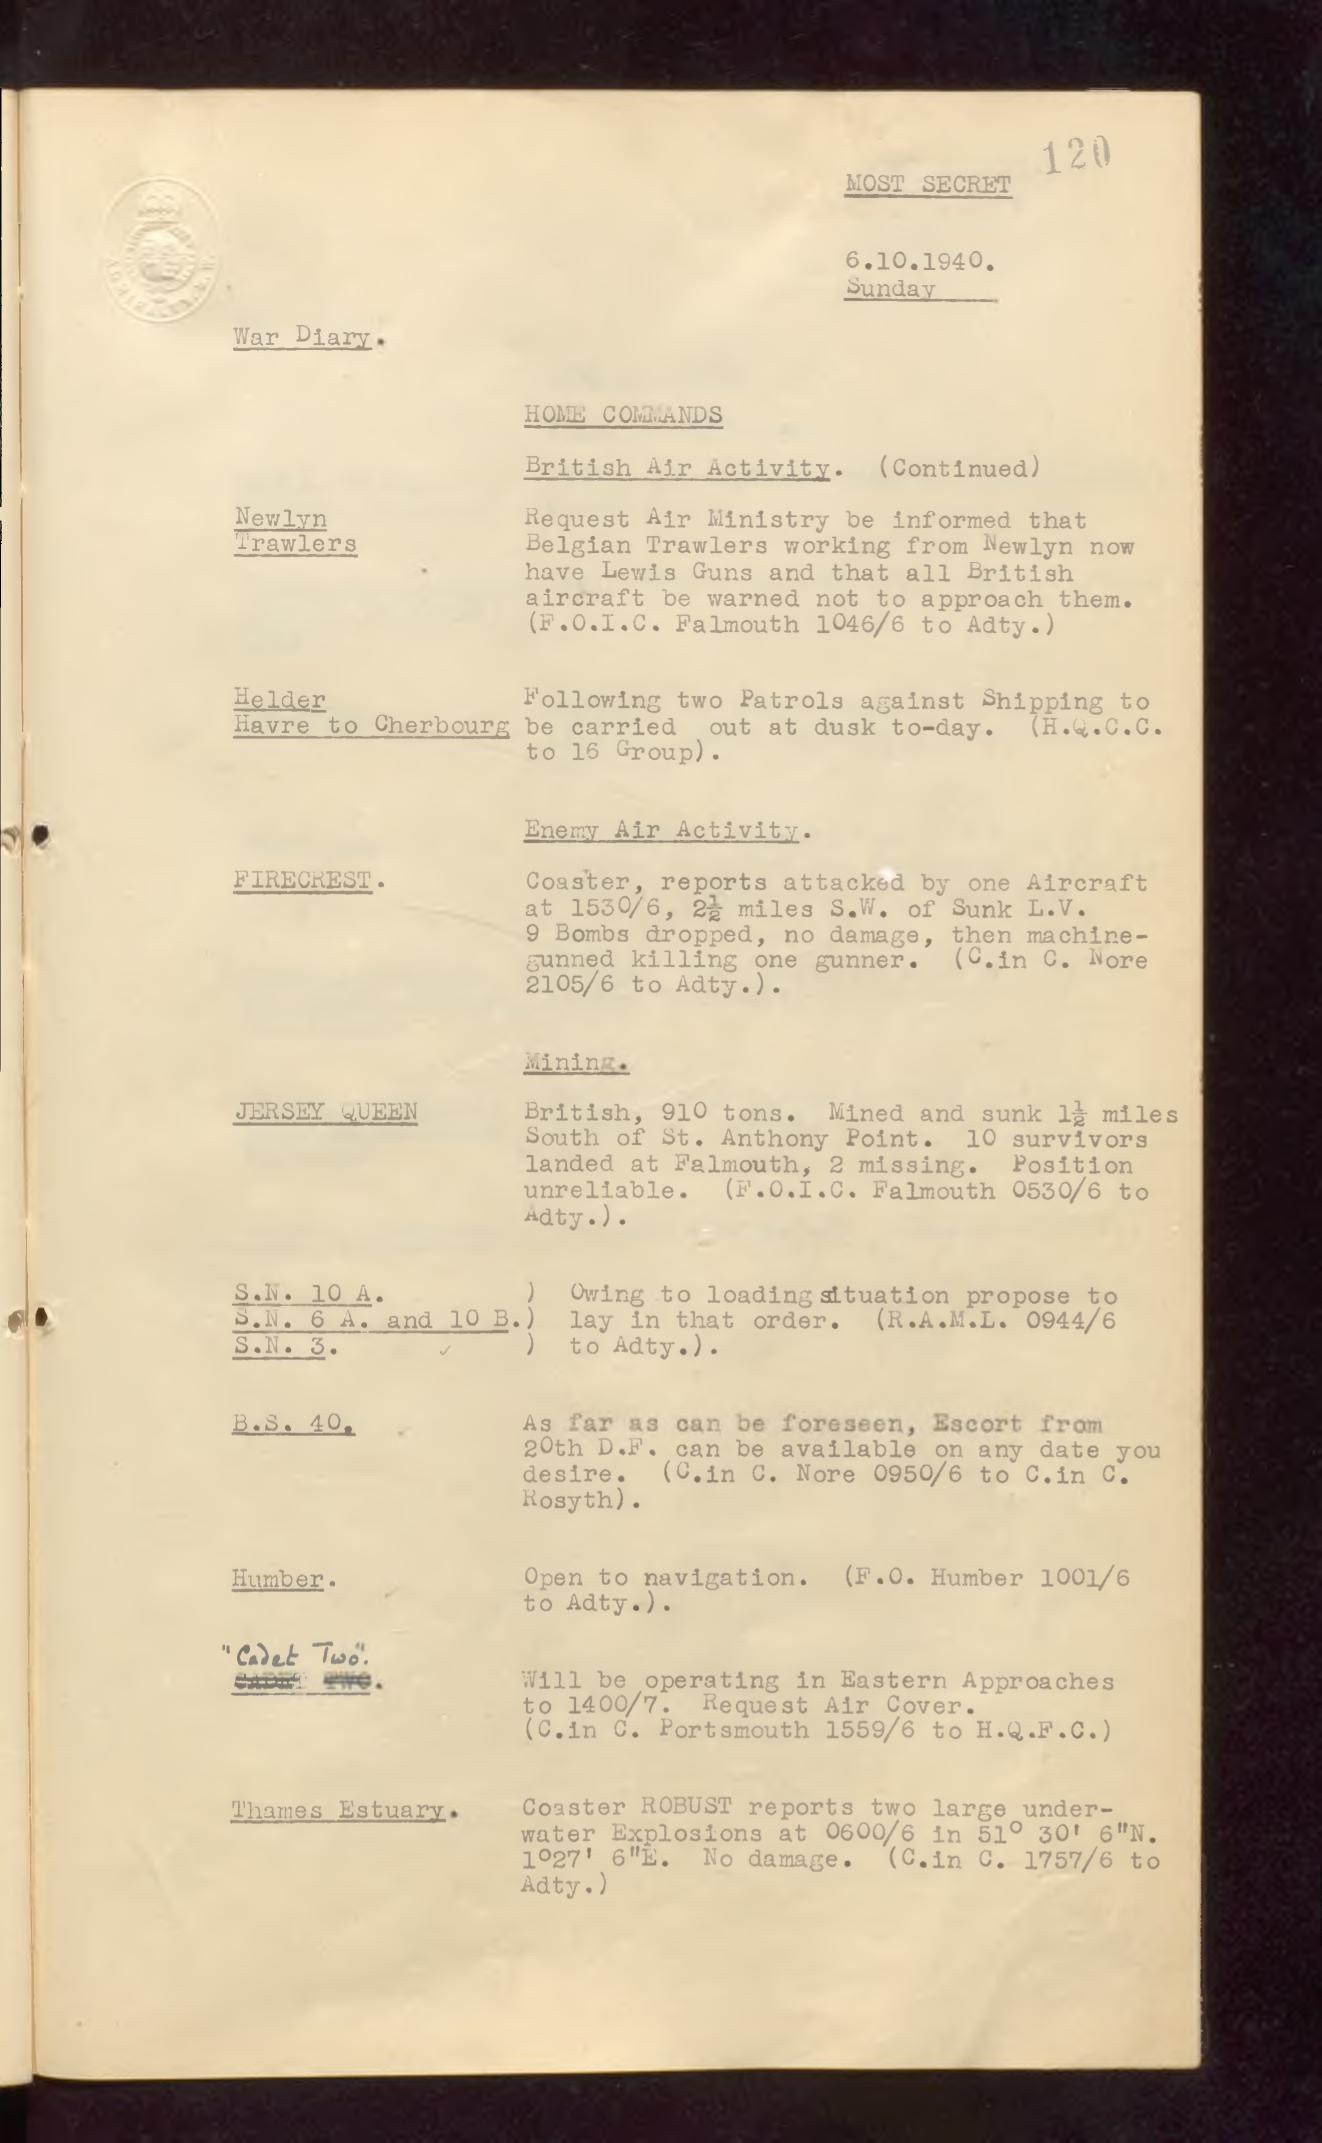 120
MOST SECRET
6.10.1940.
Sunday
War Diary.
HOME COMMANDS
British Air Activity. (Continued)
Newlyn Request Air Ministry be informed that
Trawlers Belgian Trawlers working from Newlyn now
have Lewis Guns and that all British
aircraft be warned not to approach them.
(F.O.I.C. Falmouth 1046/6 to Adty.)
Helder Following two Patrols against Shipping to
Havre to Cherbourg be carried out at dusk to-day. (H.Q.C.C.
to 16 Group).
Enemy Air Activity.
FIRECREST. Coaster, reports attacked by one Aircraft
at 1530/6, 2½ miles S.W. of Sunk L.V.
9 Bombs dropped, no damage, then machine-
gunned killing one gunner. (C.in C. Nore
2105/6 to Adty.).
Mining.
JERSEY QUEEN British, 910 tons. Mined and sunk 1½ miles
South of St. Anthony Point. 10 survivors
landed at Falmouth, 2 missing. Position
unreliable. (F.O.I.C. Falmouth 0530/6 to
Adty.).
S.N. 10 A. ) Owing to loading situation propose to
S.N. 6 A. and 10 B.) lay in that order. (R.A.M.L. 0944/6
S.N. 3. ) to Adty.).
B.S. 40. As far as can be foreseen, Escort from
20th D.F. can be available on any date you
desire. (C.in C. Nore 0950/6 to C.in C.
Rosyth).
Humber. Open to navigation. (F.O. Humber 1001/6
to Adty.).
"Cadet Two".
CADET TWO. Will be operating in Eastern Approaches
to 1400/7. Request Air Cover.
(C.in C. Portsmouth 1559/6 to H.Q.F.C.)
Thames Estuary. Coaster ROBUST reports two large under-
water Explosions at 0600/6 in 51° 30' 6"N.
1°27' 6"E. No damage. (C.in C. 1757/6 to
Adty.)